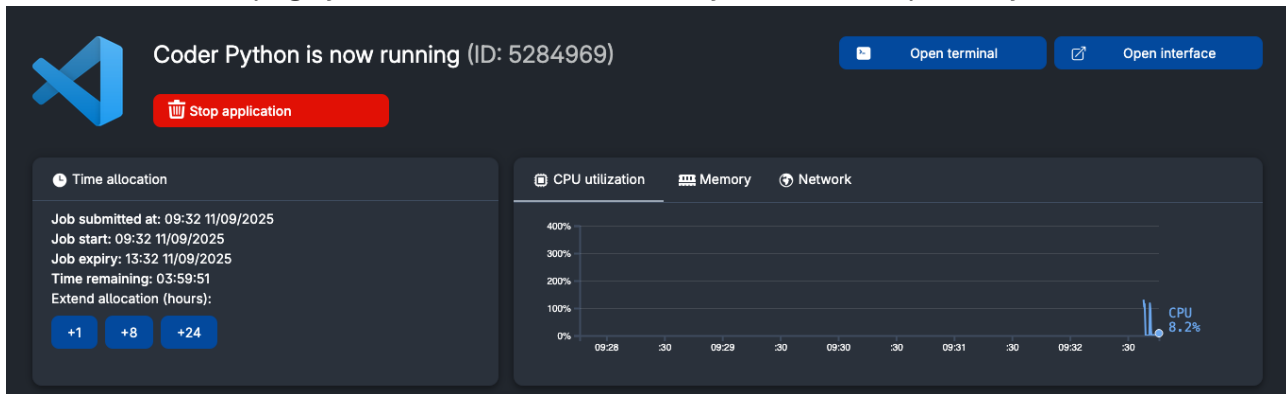 Coder Python is now running (ID: 5284969)
Open terminal
Open interface
Stop application
Time allocation
Job submitted at: 09:32 11/09/2025
Job start: 09:32 11/09/2025
Job expiry: 13:32 11/09/2025
Time remaining: 03:59:51
Extend allocation (hours):
+1 +8 +24
CPU utilization Memory Network
400%
300%
200%
100%
0%
CPU
8.2%
09:28 :30 09:29 :30 09:30 :30 09:31 :30 09:32 :30